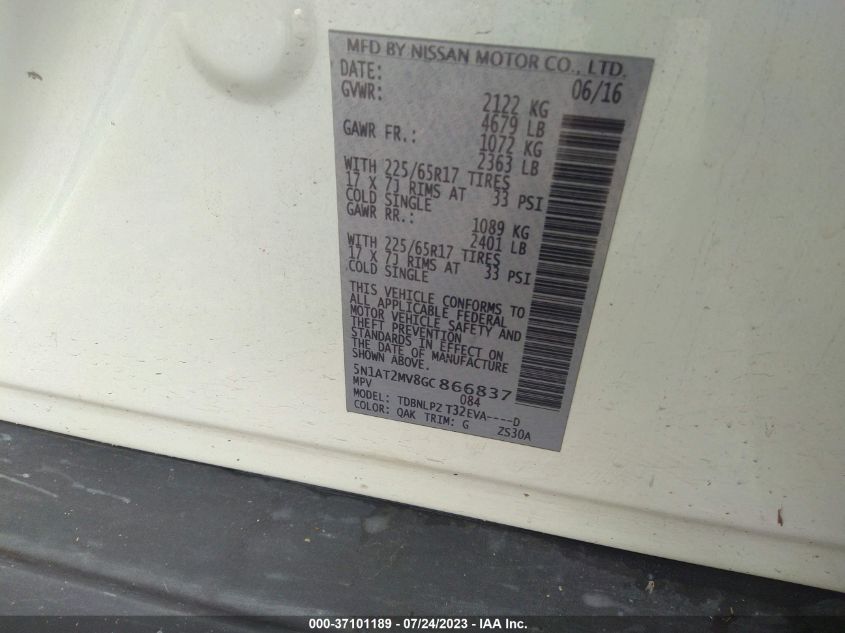 MFD BY NISSAN MOTOR CO., LTD.
DATE: 06/16
GVWR: 2122 KG
4679 LB
GAWR FR.: 1072 KG
2363 LB
WITH 225/65R17 TIRES
17 X 7J RIMS AT 33 PSI
COLD SINGLE
GAWR RR.: 1089 KG
2401 LB
WITH 225/65R17 TIRES
17 X 7J RIMS AT 33 PSI
COLD SINGLE
THIS VEHICLE CONFORMS TO
ALL APPLICABLE FEDERAL
MOTOR VEHICLE SAFETY AND
THEFT PREVENTION
STANDARDS IN EFFECT ON
THE DATE OF MANUFACTURE
SHOWN ABOVE.
5N1AT2MV8GC866837
MPV 084
MODEL: TDBNLPZ T32EVA----D
COLOR: QAK TRIM: G ZS30A
000-37101189 - 07/24/2023 - IAA Inc.